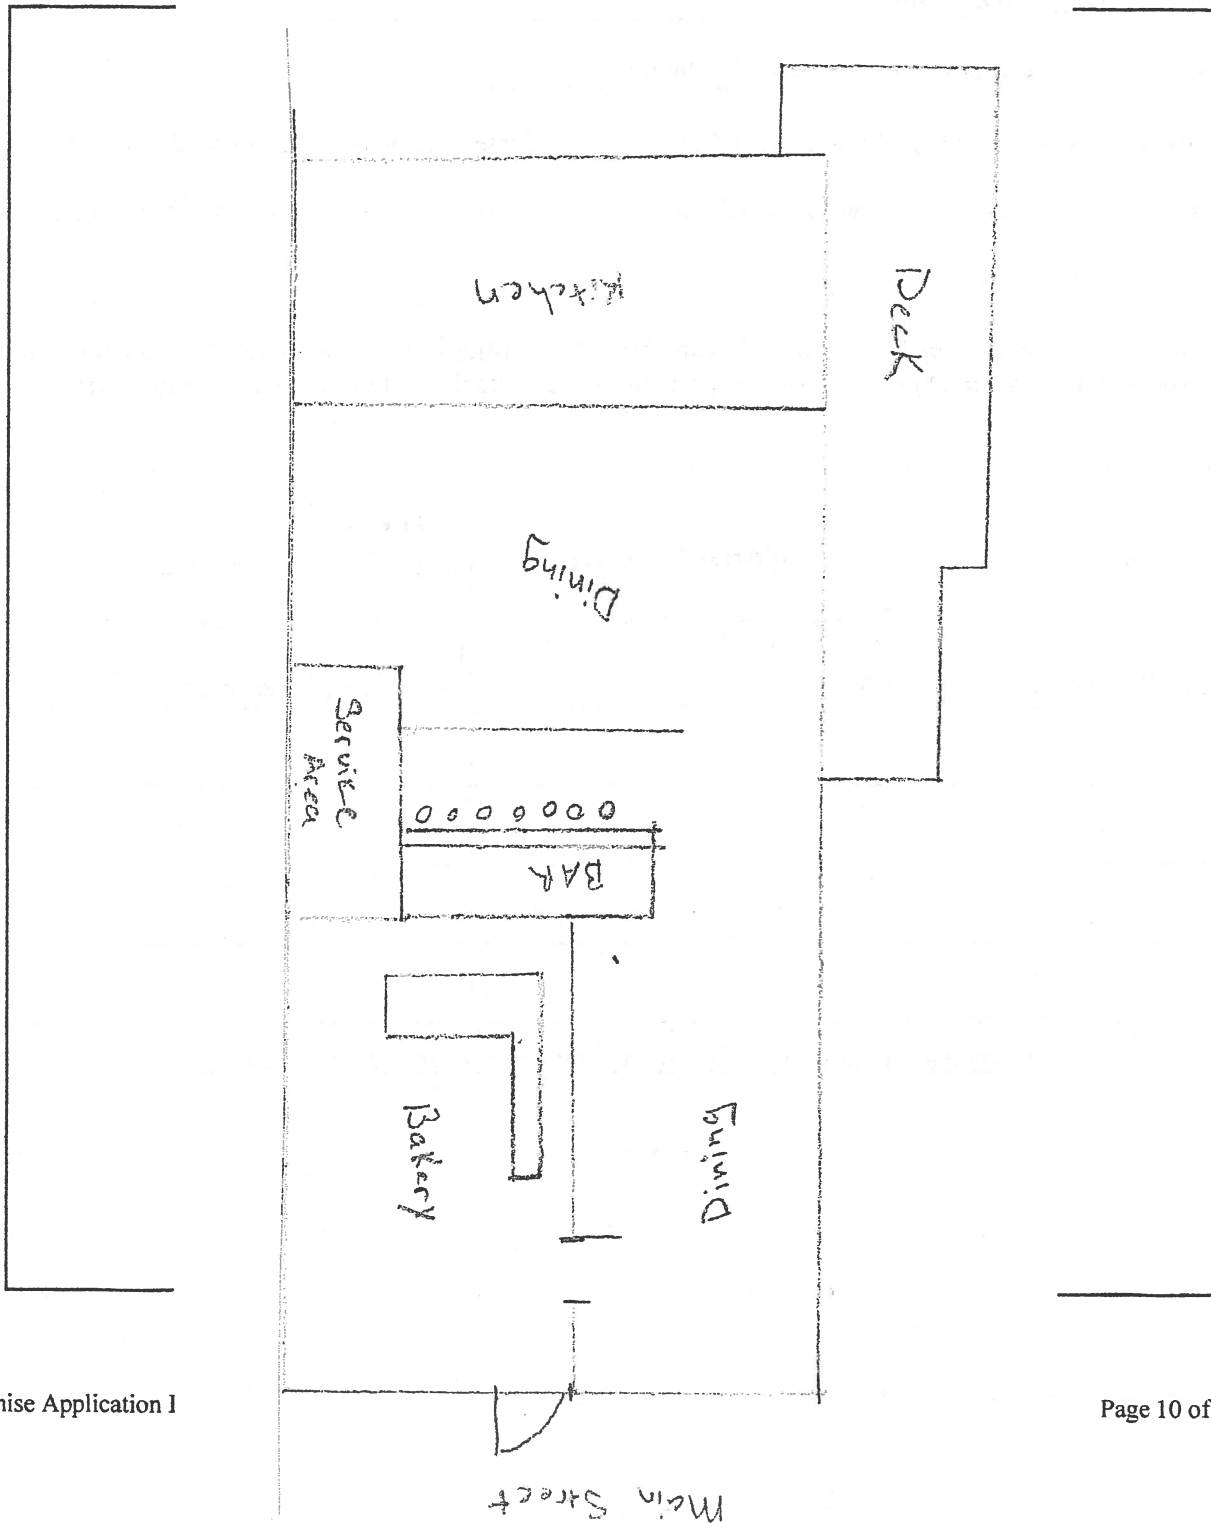 Kitchen
Deck
Dining
Service
Area
BAR
Bakery
Dining
nise Application I
Page 10 of
Main Street